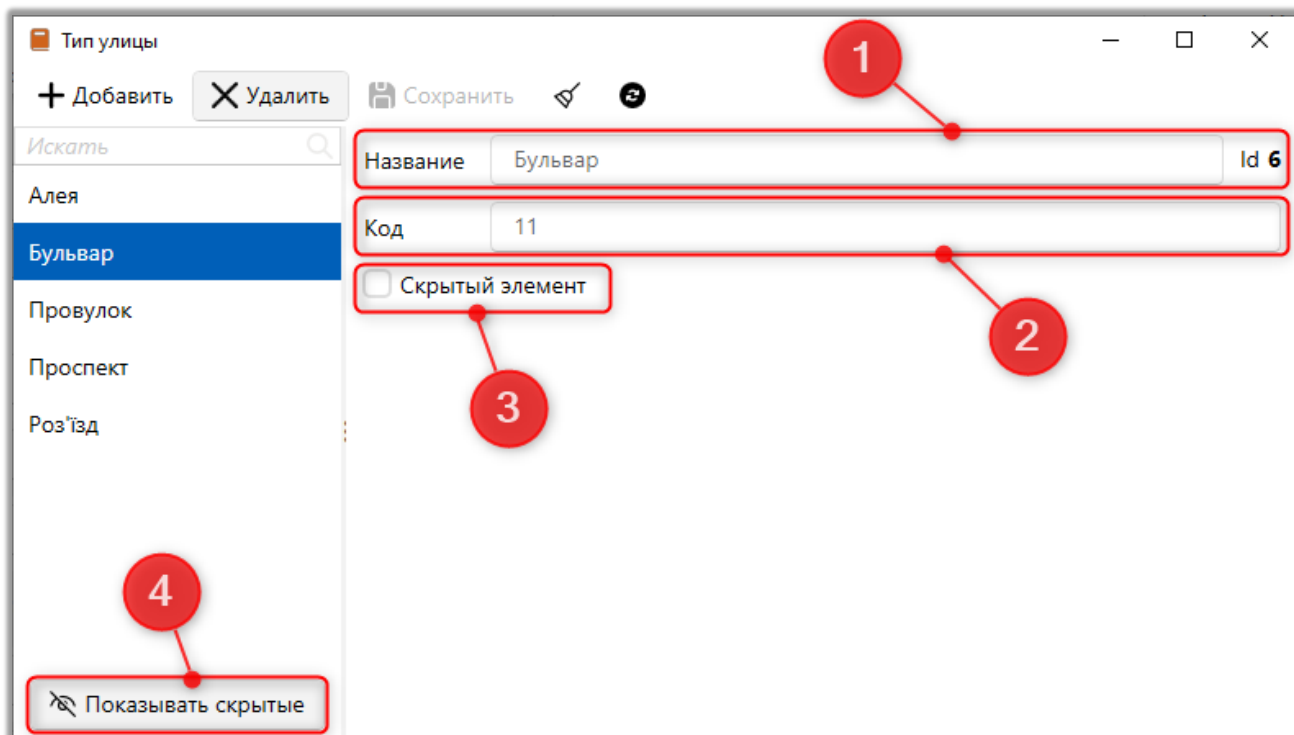 Тип улицы
Добавить Удалить Сохранить
1
Искать
Название Бульвар Id 6
Алея
Код 11
Бульвар
Скрытый элемент
Провулок
2
Проспект
3
Роз'їзд
4
Показывать скрытые